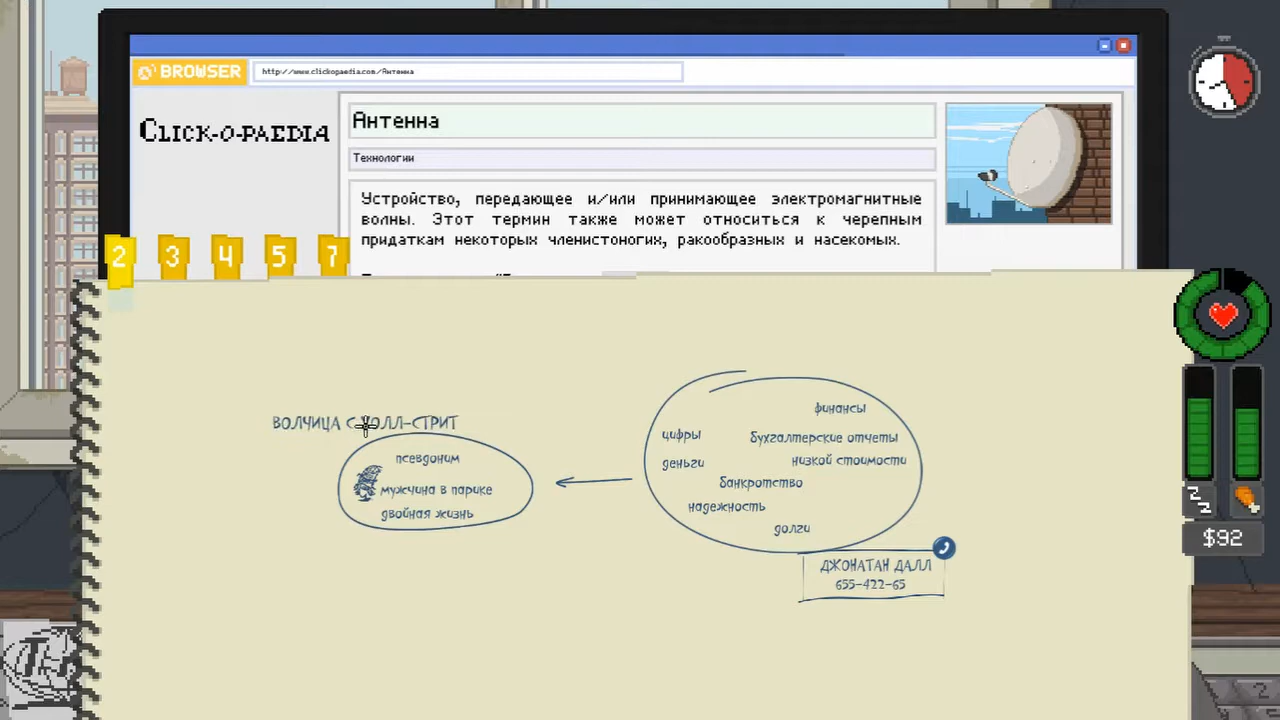 BROWSER
http://www.clickopaedia.com/Антенна
CLICK-O-PAEDIA
Антенна
Технологии
Устройство, передающее и/или принимающее электромагнитные
волны. Этот термин также может относиться к черепным
придаткам некоторых членистоногих, ракообразных и насекомых.
2 3 4 5 7
ВОЛЧИЦА С УОЛЛ-СТРИТ
псевдоним
мужчина в парике
двойная жизнь
финансы
цифры
бухгалтерские отчеты
деньги
низкой стоимости
банкротство
надежность
долги
ДЖОНАТАН ДАЛЛ
655-422-65
$92